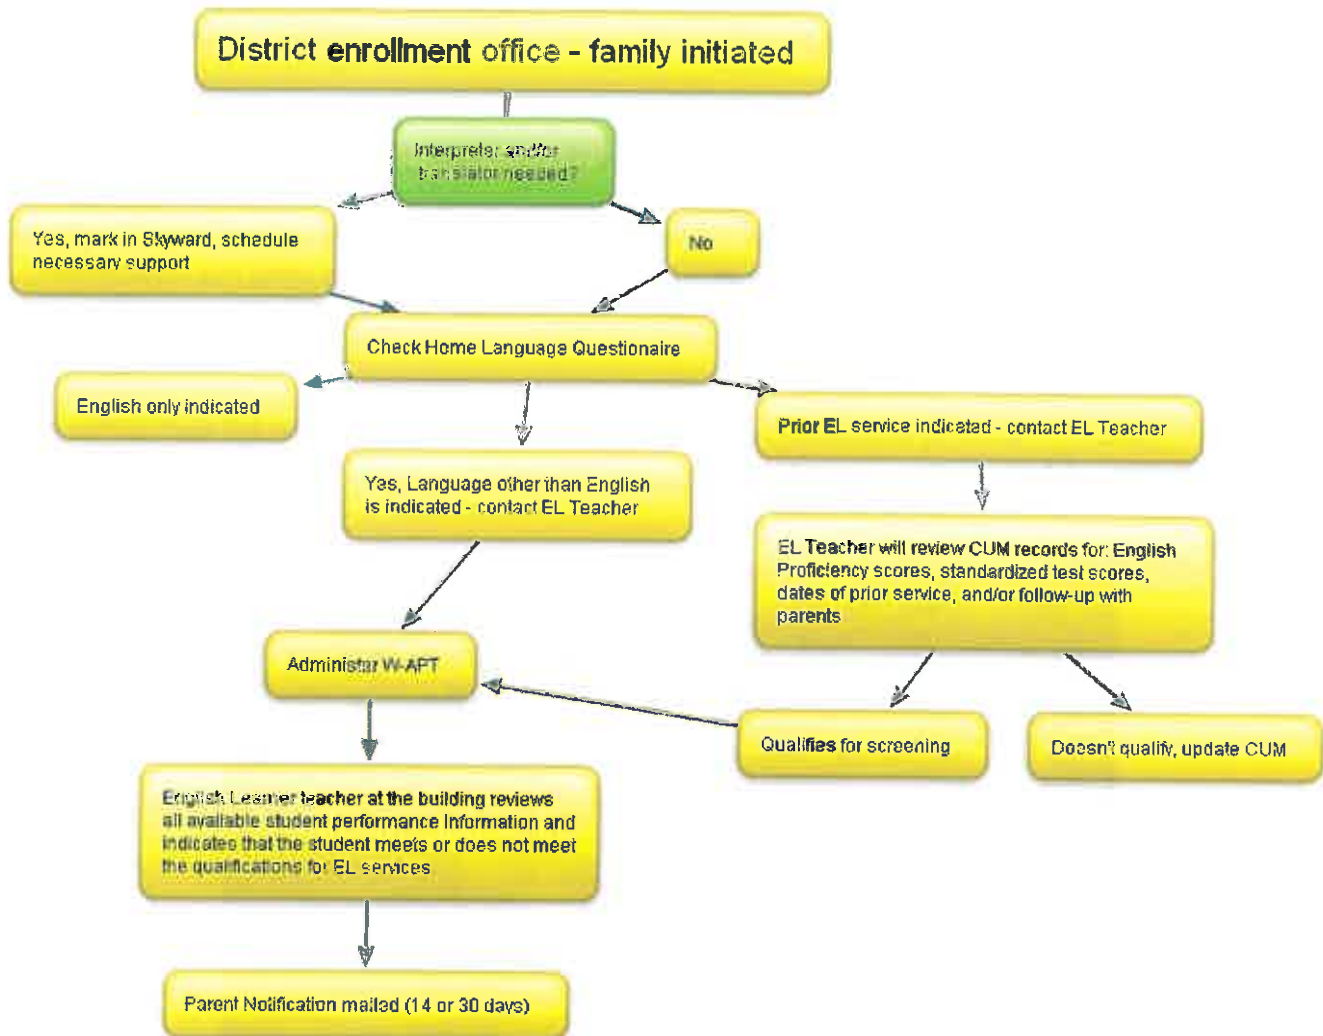 District enrollment office - family initiated
Interpreter and/or
translator needed?
Yes, mark in Skyward, schedule
necessary support
No
Check Home Language Questionaire
English only indicated
Prior EL service indicated - contact EL Teacher
Yes, Language other than English
is indicated - contact EL Teacher
EL Teacher will review CUM records for: English
Proficiency scores, standardized test scores,
dates of prior service, and/or follow-up with
parents
Administer W-APT
Qualifies for screening
Doesn't qualify, update CUM
English Learner teacher at the building reviews
all available student performance Information and
indicates that the student meets or does not meet
the qualifications for EL services
Parent Notification mailed (14 or 30 days)